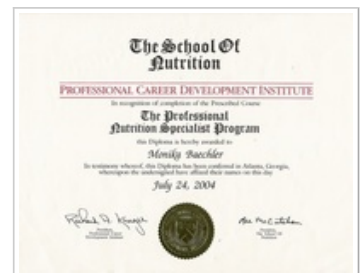 The School Of
Nutrition
PROFESSIONAL CAREER DEVELOPMENT INSTITUTE
In recognition of completion of the Prescribed Course
The Professional
Nutrition Specialist Program
this Diploma is hereby awarded to
Monika Baechler
In testimony whereof, this Diploma has been conferred in Atlanta, Georgia,
whereupon the undersigned have affixed their names on this day
July 24, 2004